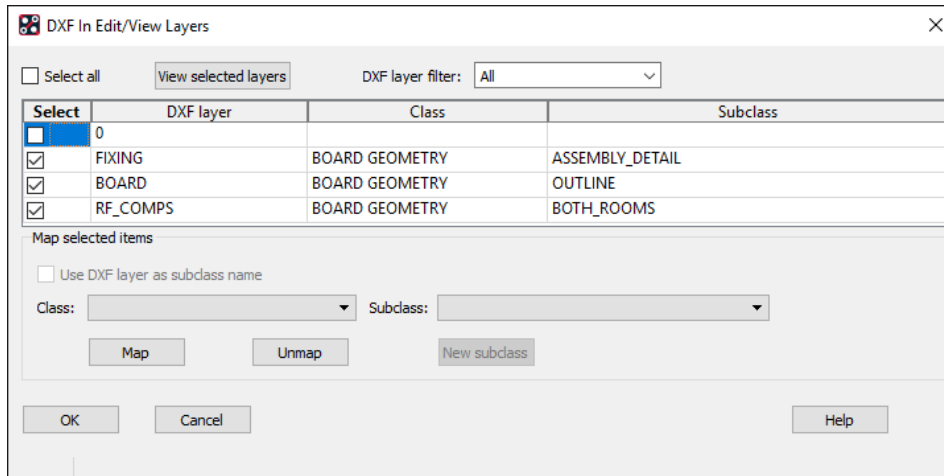 DXF In Edit/View Layers
Select all View selected layers DXF layer filter: All
Select DXF layer Class Subclass
0
FIXING BOARD GEOMETRY ASSEMBLY_DETAIL
BOARD BOARD GEOMETRY OUTLINE
RF_COMPS BOARD GEOMETRY BOTH_ROOMS
Map selected items
Use DXF layer as subclass name
Class: Subclass:
Map Unmap New subclass
OK Cancel Help